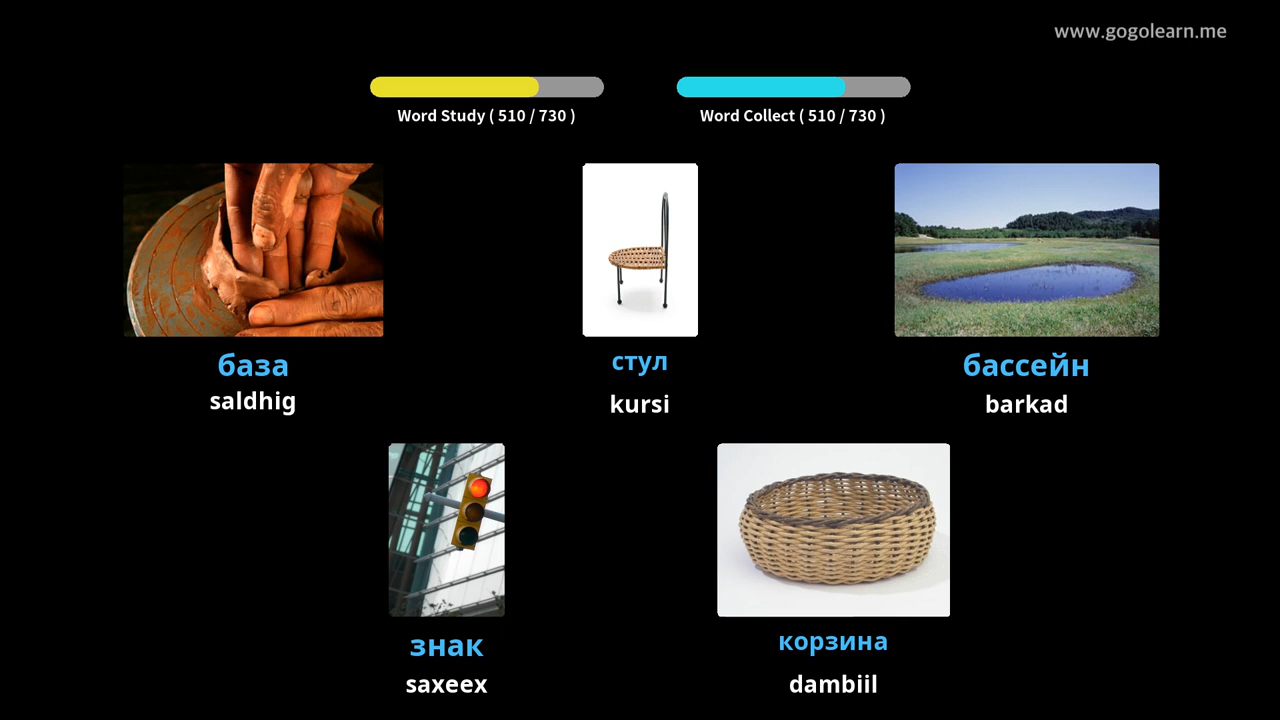 www.gogolearn.me
Word Study ( 510 / 730 )
Word Collect ( 510 / 730 )
база
saldhig
стул
kursi
бассейн
barkad
знак
saxeex
корзина
dambiil